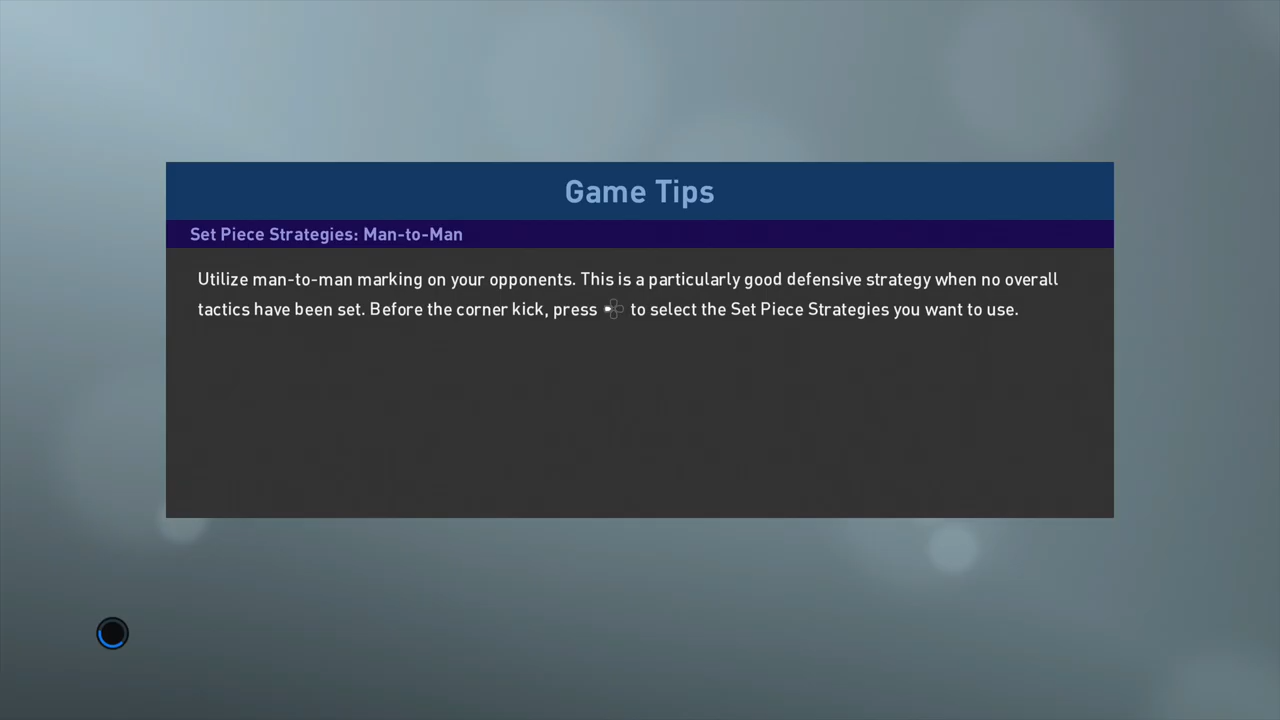 Game Tips
Set Piece Strategies: Man-to-Man
Utilize man-to-man marking on your opponents. This is a particularly good defensive strategy when no overall
tactics have been set. Before the corner kick, press to select the Set Piece Strategies you want to use.